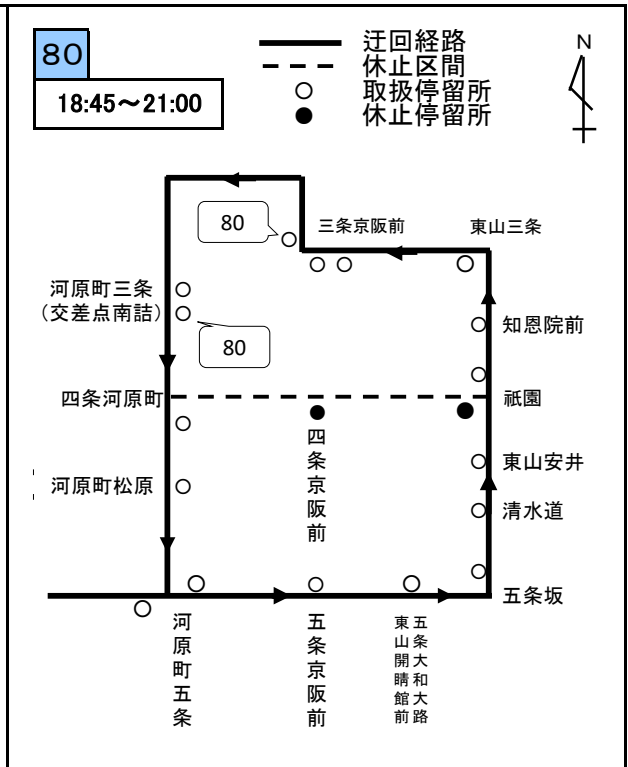 80
18:45～21:00
迂回経路
休止区間
取扱停留所
休止停留所
N
80
三条京阪前
東山三条
河原町三条
(交差点南詰)
80
知恩院前
四条河原町
祇園
四条京阪前
東山安井
河原町松原
清水道
五条坂
河原町五条
五条京阪前
五条大和大路
東山開睛館前